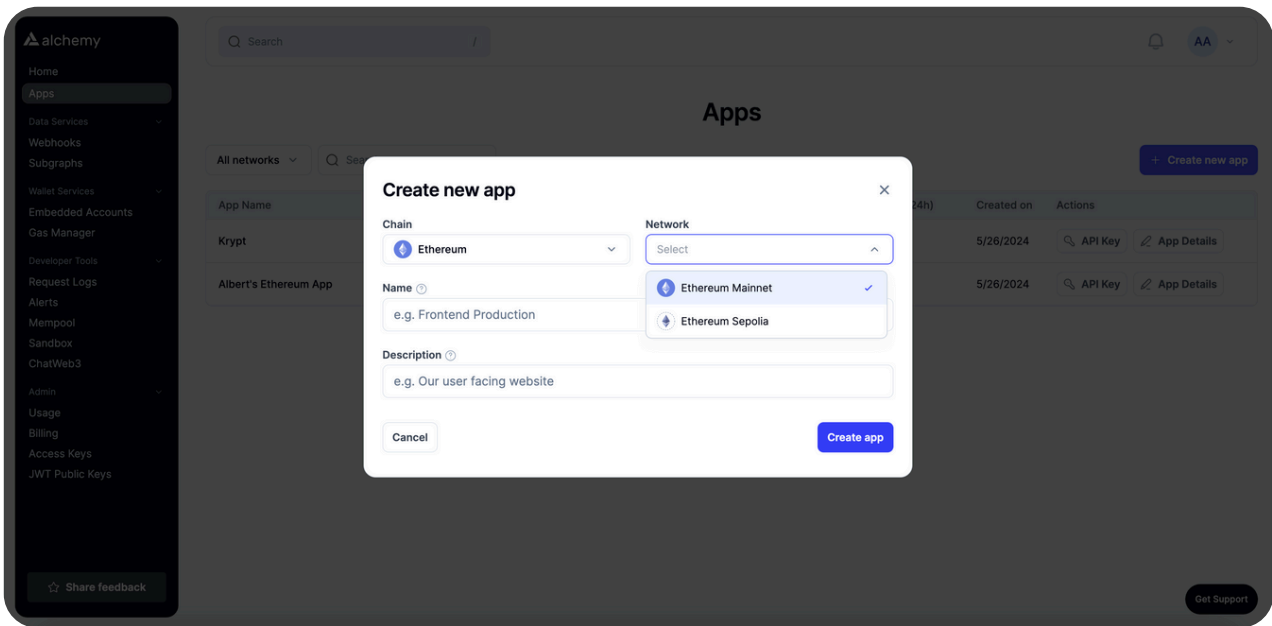 alchemy
Home
Apps
Data Services
Webhooks
Subgraphs
Wallet Services
Embedded Accounts
Gas Manager
Developer Tools
Request Logs
Alerts
Mempool
Sandbox
ChatWeb3
Admin
Usage
Billing
Access Keys
JWT Public Keys
Share feedback
Search /
AA
Apps
All networks
Sea
+ Create new app
App Name 24h) Created on Actions
Krypt 5/26/2024 API Key App Details
Albert's Ethereum App 5/26/2024 API Key App Details
Create new app
Chain Network
Ethereum Select
Ethereum Mainnet
Ethereum Sepolia
Name
e.g. Frontend Production
Description
e.g. Our user facing website
Cancel Create app
Get Support